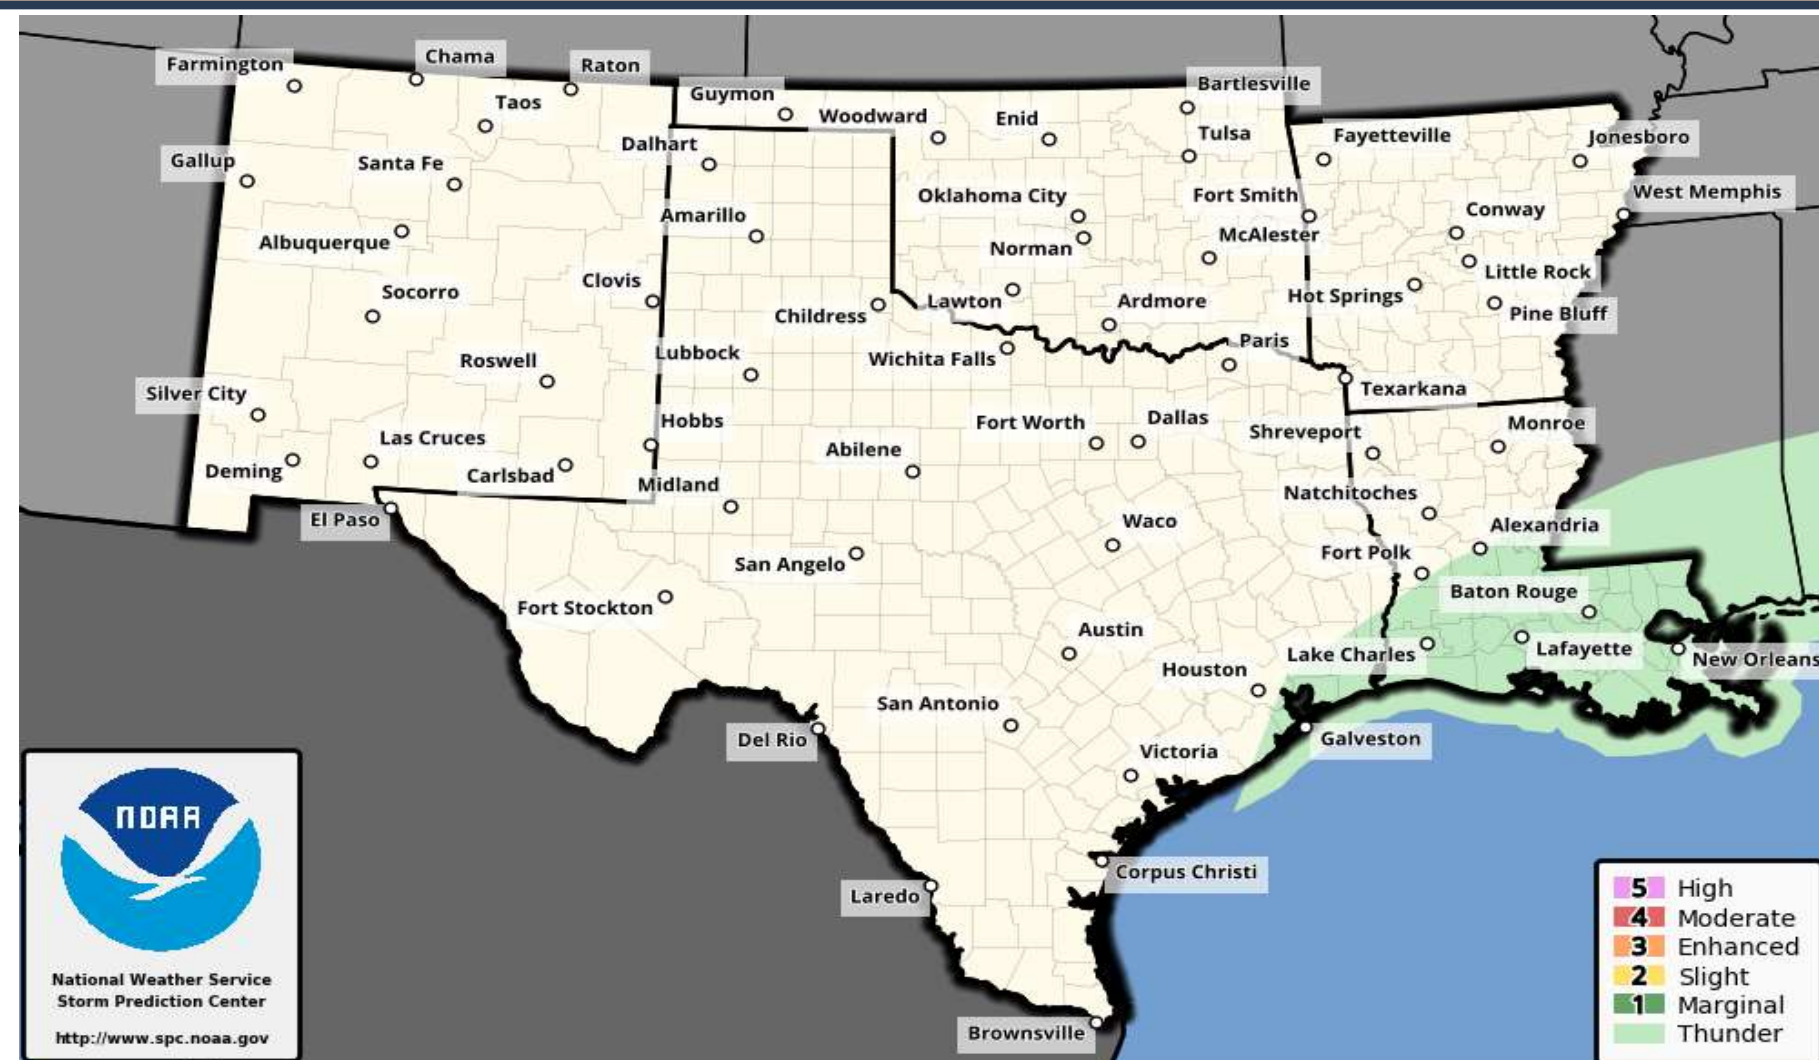 Farmington
Chama
Raton
Taos
Guymon
Woodward
Enid
Bartlesville
Tulsa
Fayetteville
Jonesboro
Dalhart
Gallup
Santa Fe
Oklahoma City
Fort Smith
West Memphis
Conway
Amarillo
Albuquerque
Norman
McAlester
Little Rock
Socorro
Clovis
Childress
Lawton
Ardmore
Hot Springs
Pine Bluff
Roswell
Lubbock
Wichita Falls
Paris
Texarkana
Silver City
Hobbs
Fort Worth
Dallas
Shreveport
Monroe
Las Cruces
Deming
Carlsbad
Midland
Abilene
Natchitoches
El Paso
Waco
Alexandria
San Angelo
Fort Polk
Baton Rouge
Fort Stockton
Austin
Lake Charles
Lafayette
New Orleans
Houston
San Antonio
Del Rio
Galveston
Victoria
Corpus Christi
Laredo
Brownsville
NOAA
National Weather Service
Storm Prediction Center
http://www.spc.noaa.gov
5 High
4 Moderate
3 Enhanced
2 Slight
1 Marginal
Thunder